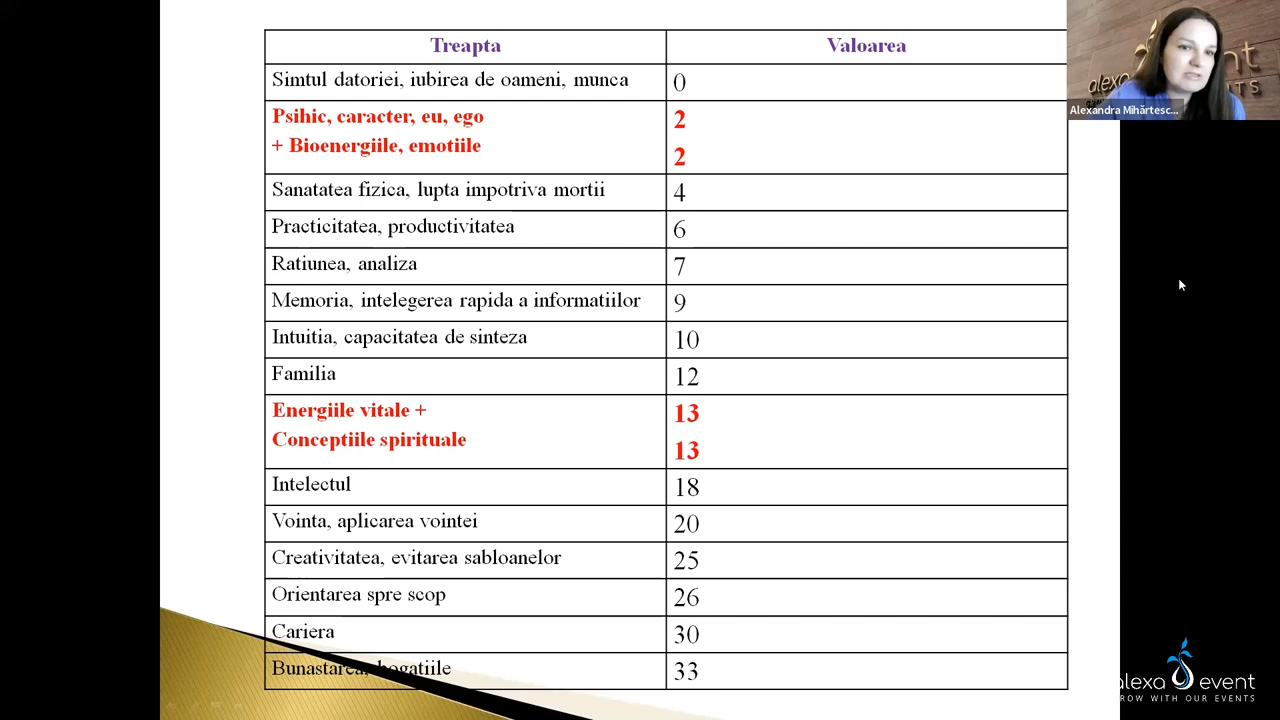 Treapta Valoarea
Simtul datoriei, iubirea de oameni, munca 0
Psihic, caracter, eu, ego 2
+ Bioenergiile, emotiile 2
Sanatatea fizica, lupta impotriva mortii 4
Practicitatea, productivitatea 6
Ratiunea, analiza 7
Memoria, intelegerea rapida a informatiilor 9
Intuitia, capacitatea de sinteza 10
Familia 12
Energiile vitale + 13
Conceptiile spirituale 13
Intelectul 18
Vointa, aplicarea vointei 20
Creativitatea, evitarea sabloanelor 25
Orientarea spre scop 26
Cariera 30
Bunastarea, bogatiile 33
Alexandra Mihărtesc...
alexa event
GROW WITH OUR EVENTS